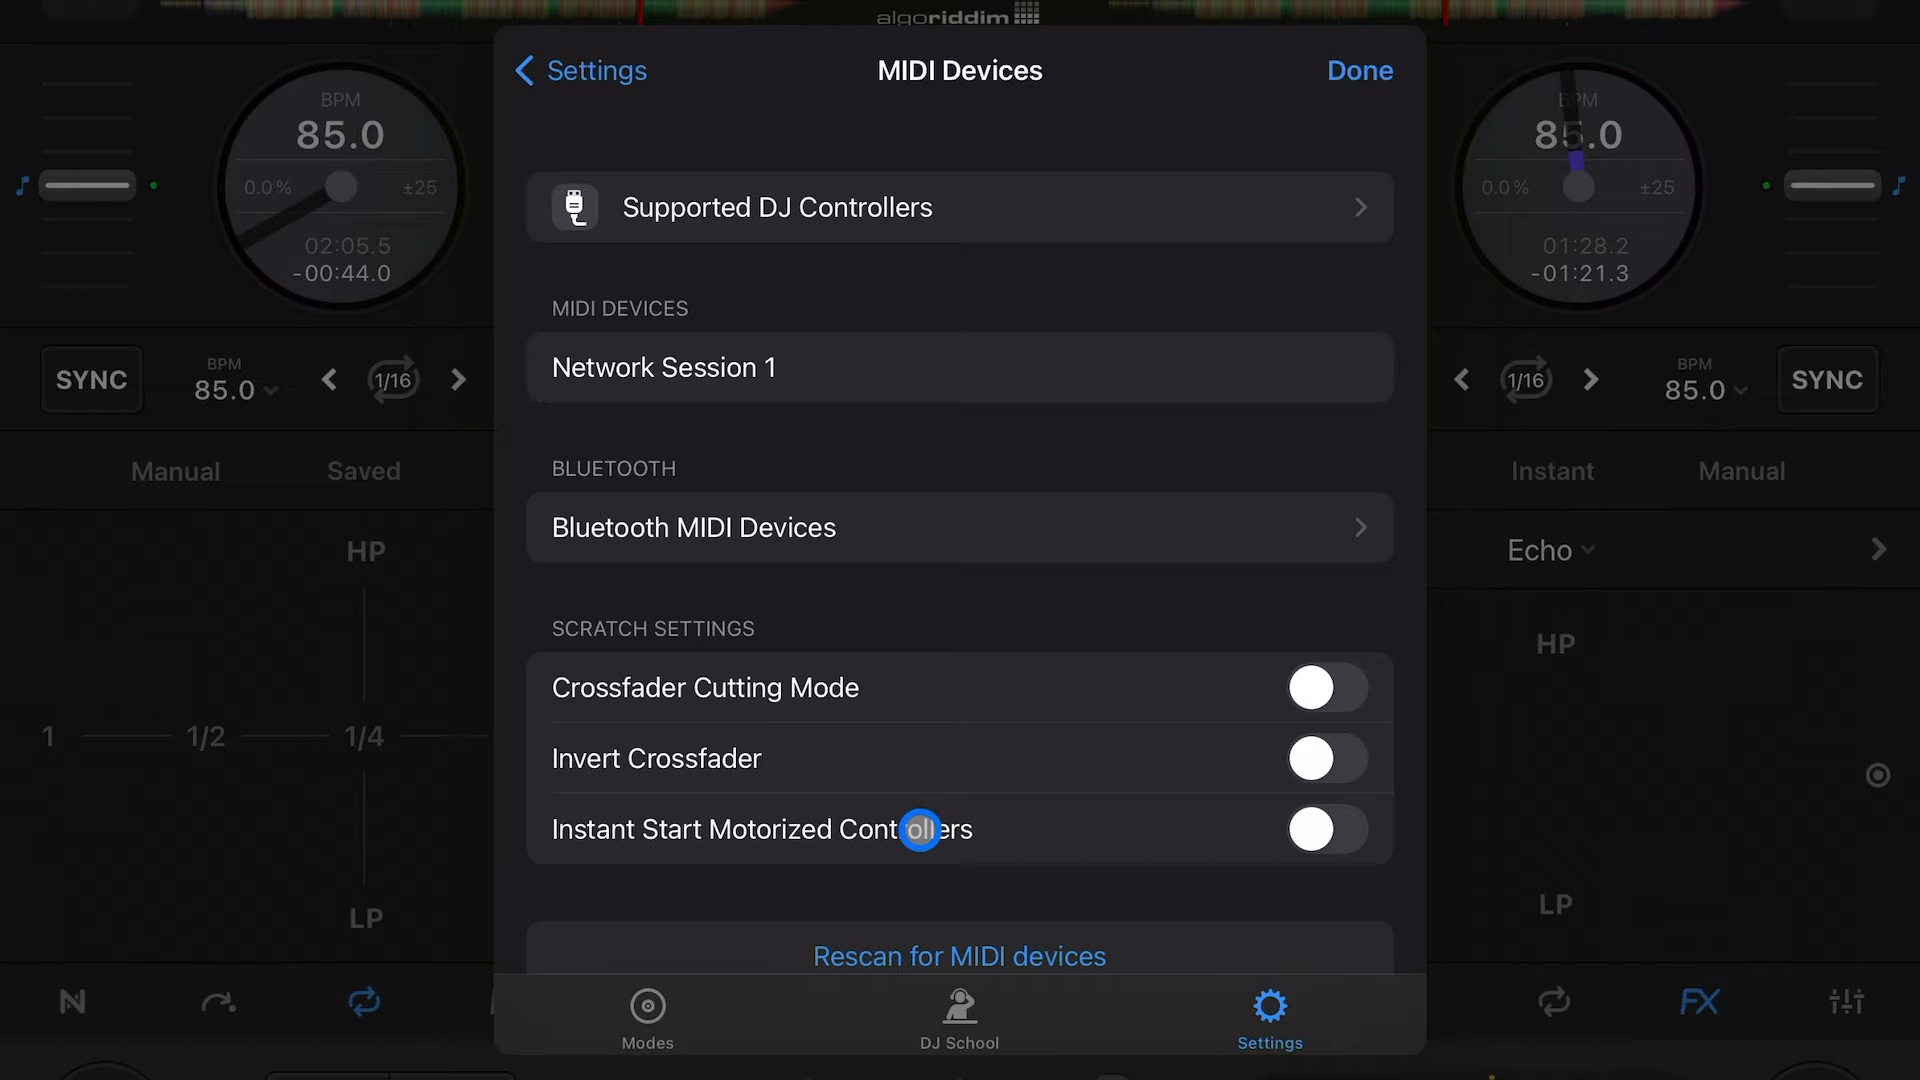 algoriddim
Settings
MIDI Devices
Done
BPM
85.0
0.0%
±25
02:05.5
-00:44.0
BPM
85.0
0.0%
±25
01:28.2
-01:21.3
Supported DJ Controllers
MIDI DEVICES
Network Session 1
SYNC
BPM
85.0
1/16
1/16
BPM
85.0
SYNC
Manual
Saved
BLUETOOTH
Instant
Manual
Bluetooth MIDI Devices
HP
Echo
SCRATCH SETTINGS
HP
Crossfader Cutting Mode
1
1/2
1/4
Invert Crossfader
Instant Start Motorized Controllers
LP
LP
Rescan for MIDI devices
FX
Modes
DJ School
Settings